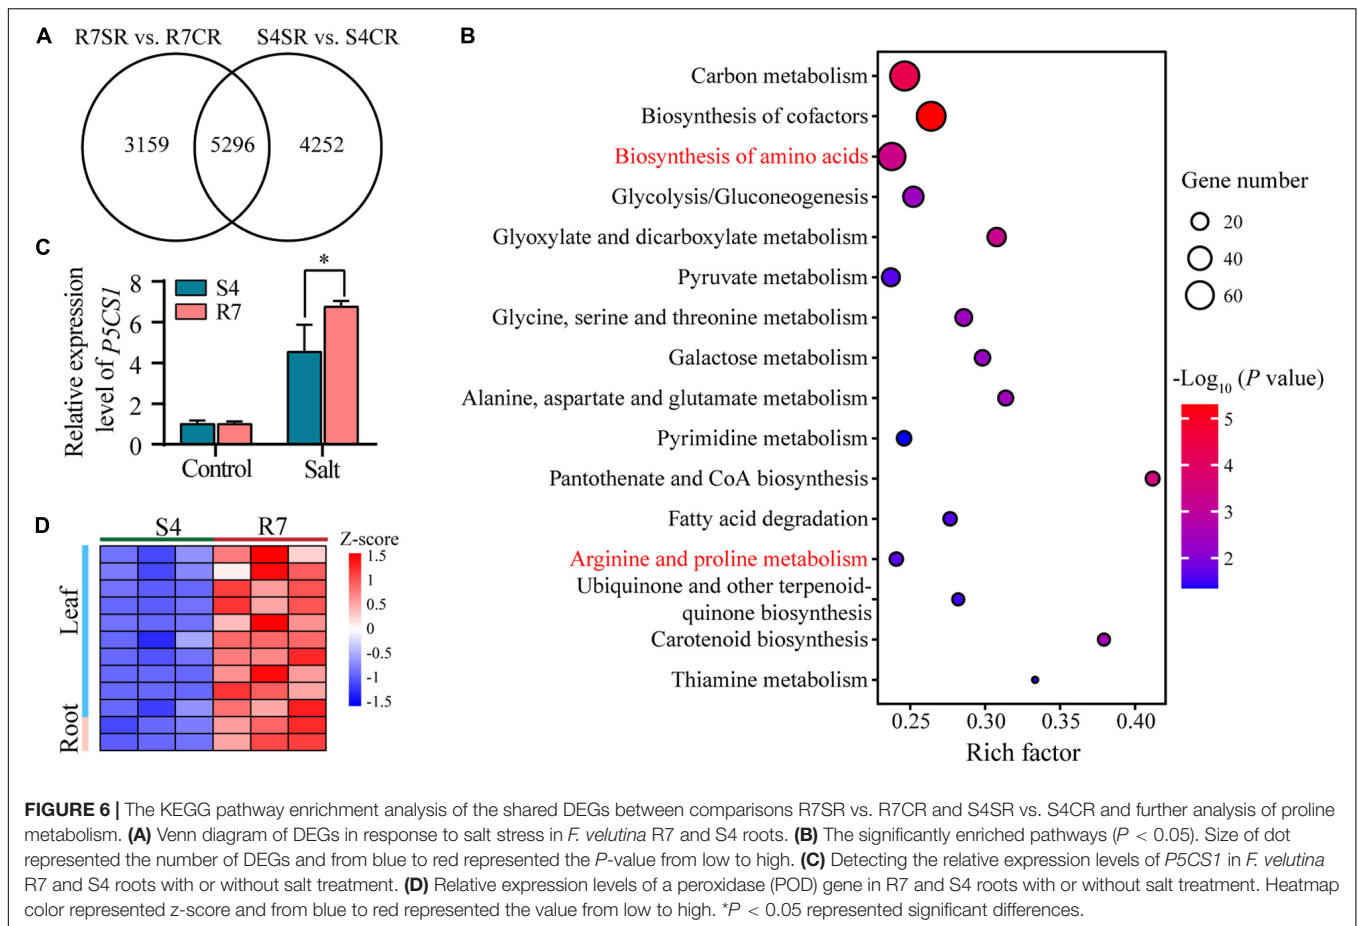 A
R7SR vs. R7CR
S4SR vs. S4CR
3159
5296
4252
B
Carbon metabolism
Biosynthesis of cofactors
Biosynthesis of amino acids
Glycolysis/Gluconeogenesis
Glyoxylate and dicarboxylate metabolism
Pyruvate metabolism
Glycine, serine and threonine metabolism
Galactose metabolism
Alanine, aspartate and glutamate metabolism
Pyrimidine metabolism
Pantothenate and CoA biosynthesis
Fatty acid degradation
Arginine and proline metabolism
Ubiquinone and other terpenoid-
quinone biosynthesis
Carotenoid biosynthesis
Thiamine metabolism
0.25 0.30 0.35 0.40
Rich factor
Gene number
20
40
60
-Log10 (P value)
5
4
3
2
C
Relative expression
level of P5CS1
8
6
4
2
0
S4
R7
*
Control Salt
D
S4 R7
Leaf
Root
Z-score
1.5
1
0.5
0
-0.5
-1
-1.5
FIGURE 6 | The KEGG pathway enrichment analysis of the shared DEGs between comparisons R7SR vs. R7CR and S4SR vs. S4CR and further analysis of proline
metabolism. (A) Venn diagram of DEGs in response to salt stress in F. velutina R7 and S4 roots. (B) The significantly enriched pathways (P < 0.05). Size of dot
represented the number of DEGs and from blue to red represented the P-value from low to high. (C) Detecting the relative expression levels of P5CS1 in F. velutina
R7 and S4 roots with or without salt treatment. (D) Relative expression levels of a peroxidase (POD) gene in R7 and S4 roots with or without salt treatment. Heatmap
color represented z-score and from blue to red represented the value from low to high. *P < 0.05 represented significant differences.